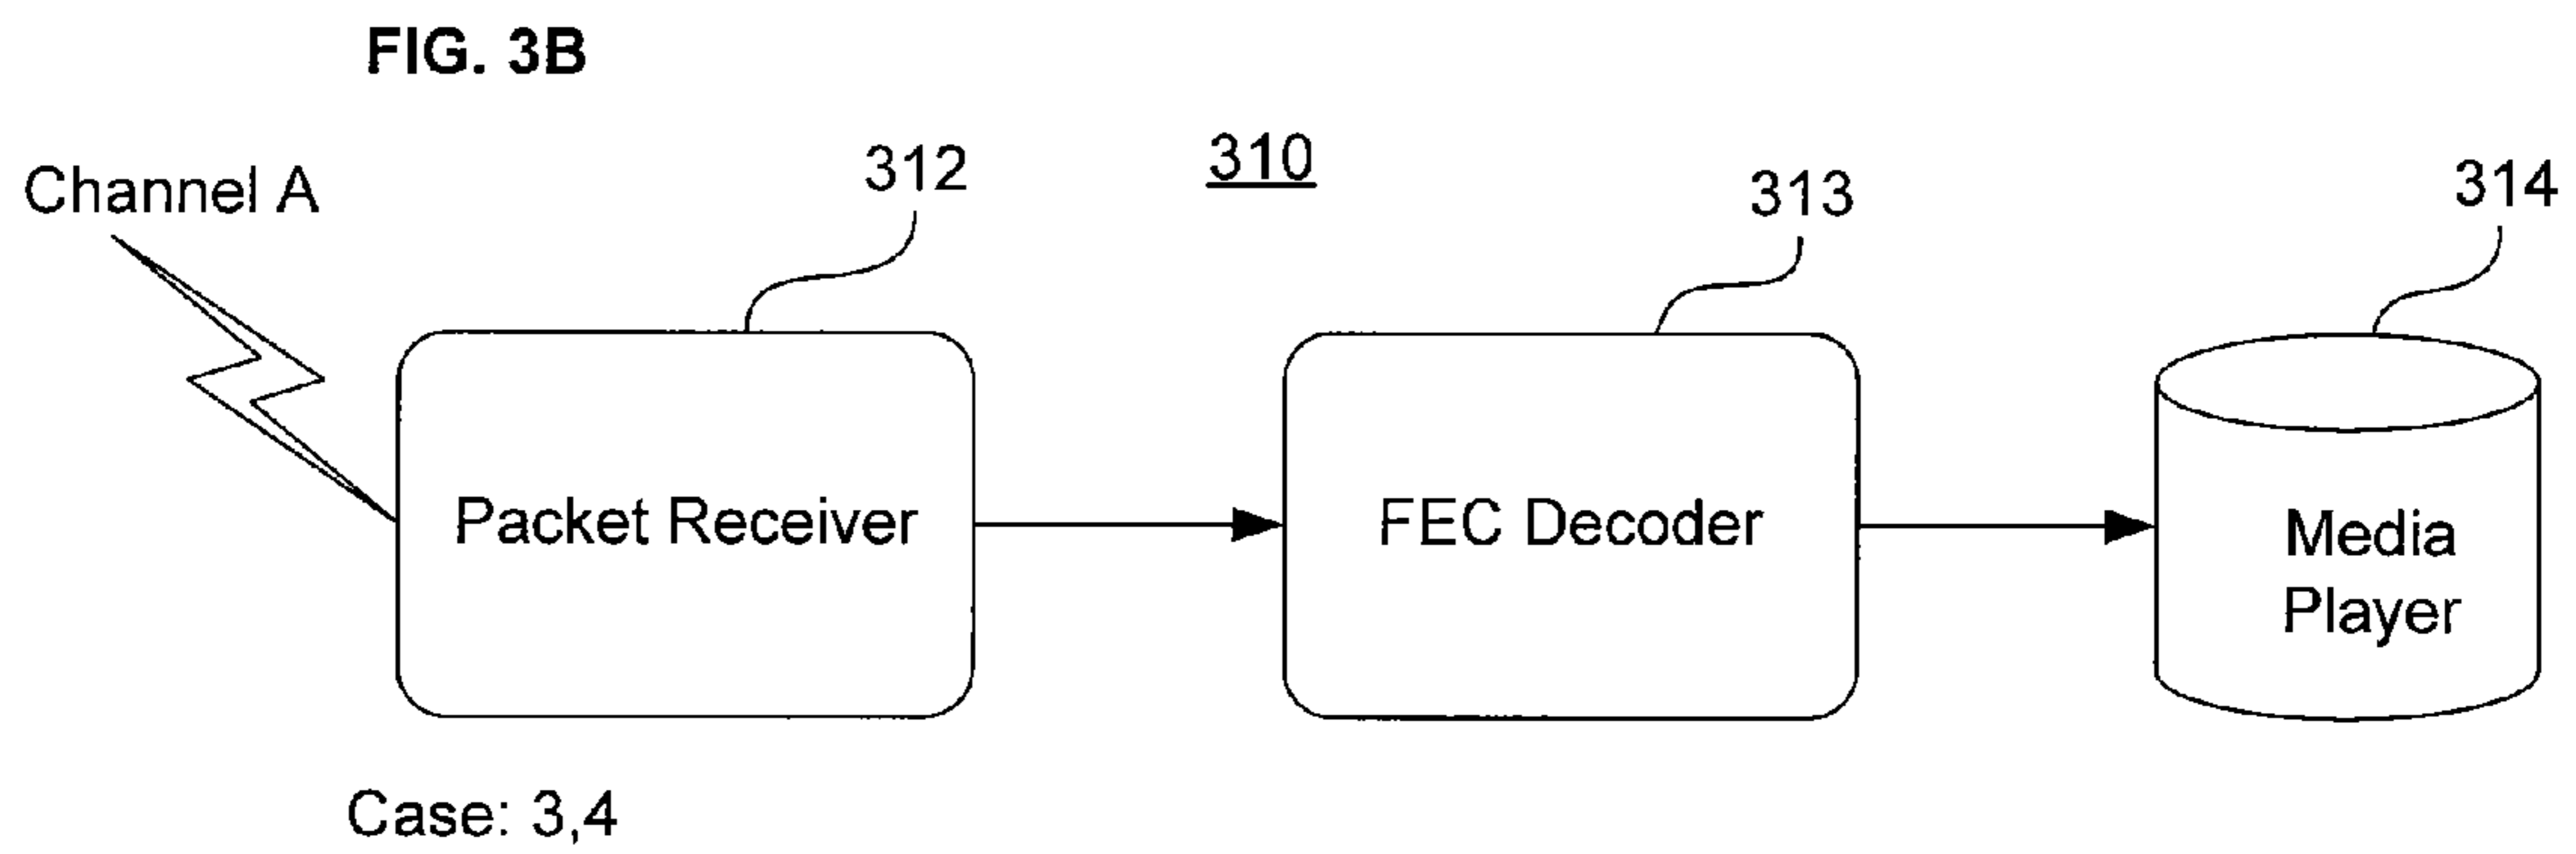 FIG. 3B
Channel A
312
310
313
314
Packet Receiver
FEC Decoder
Media
Player
Case: 3,4